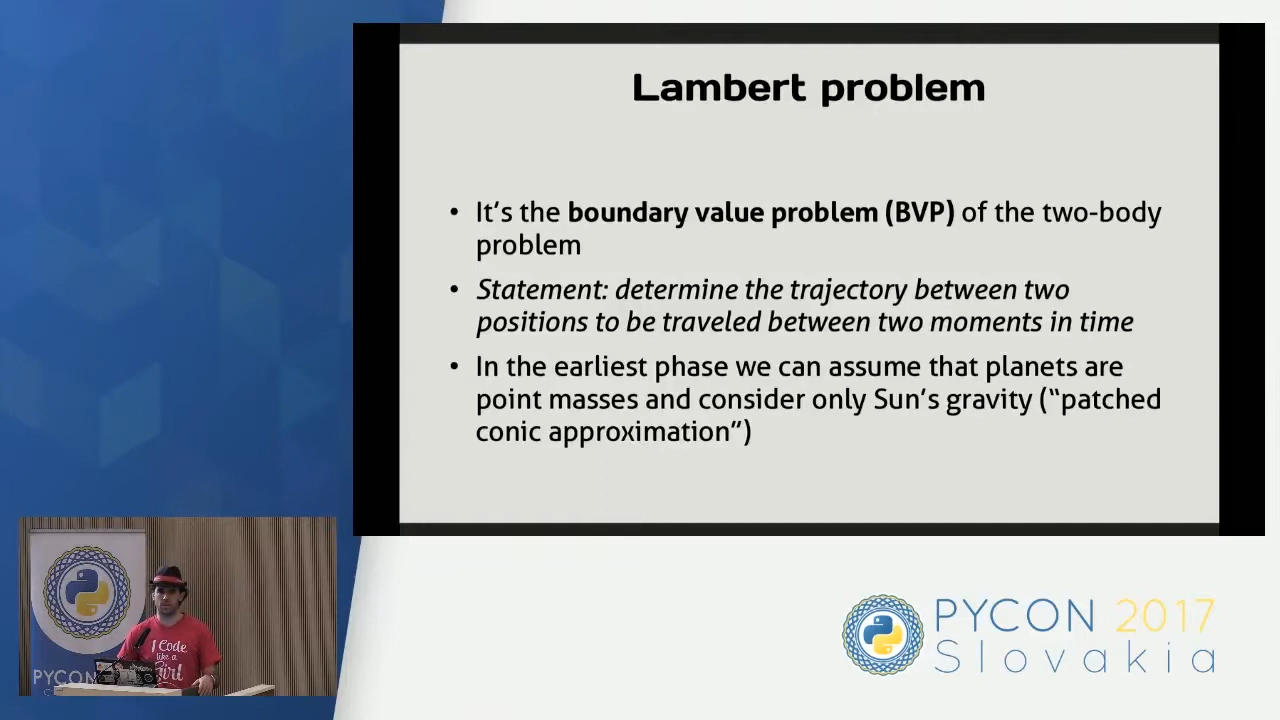 Lambert problem
• It's the boundary value problem (BVP) of the two-body
problem
• Statement: determine the trajectory between two
positions to be traveled between two moments in time
• In the earliest phase we can assume that planets are
point masses and consider only Sun's gravity (“patched
conic approximation”)
PYCON
I Code
like a
Girl
PYCON 2017
Slovakia